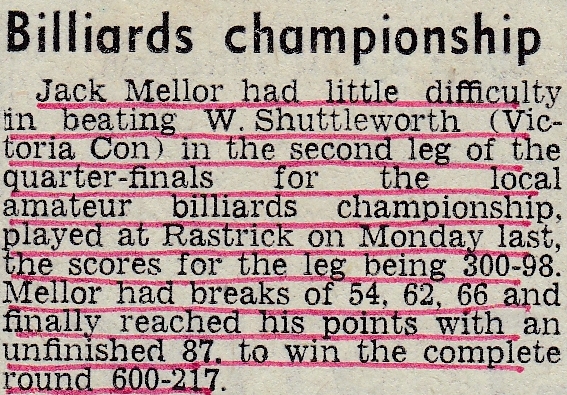 Billiards championship
Jack Mellor had little difficulty
in beating W. Shuttleworth (Vic-
toria Con) in the second leg of the
quarter-finals for the local
amateur billiards championship,
played at Rastrick on Monday last,
the scores for the leg being 300-98.
Mellor had breaks of 54, 62, 66 and
finally reached his points with an
unfinished 87. to win the complete
round 600-217.